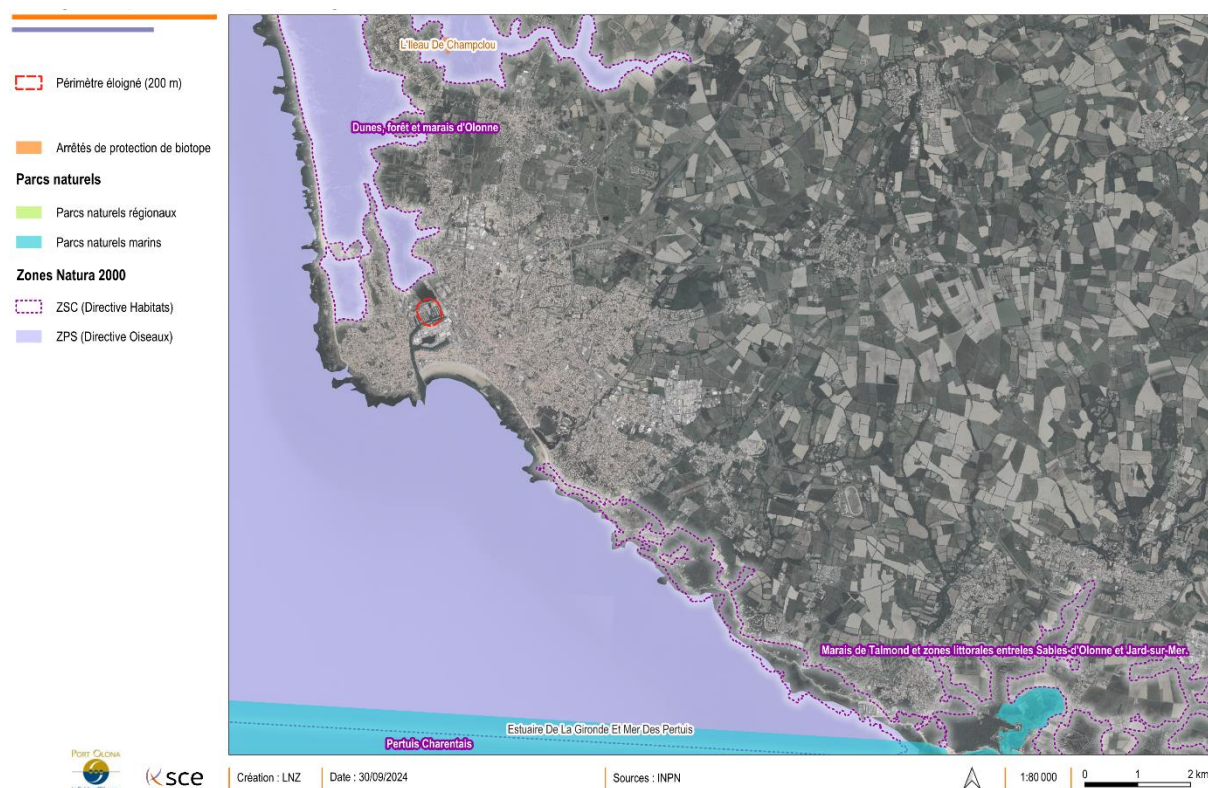 Périmètre éloigné (200 m)
Arrêtés de protection de biotope
Parcs naturels
Parcs naturels régionaux
Parcs naturels marins
Zones Natura 2000
ZSC (Directive Habitats)
ZPS (Directive Oiseaux)
L'Ileau De Champclou
Dunes, forêt et marais d'Olonne
Marais de Talmond et zones littorales entreles Sables-d'Olonne et Jard-sur-Mer.
Estuaire De La Gironde Et Mer Des Pertuis
Pertuis Charentais
PORT OLONA
sce
Création : LNZ
Date : 30/09/2024
Sources : INPN
1:80 000
0 1 2 km